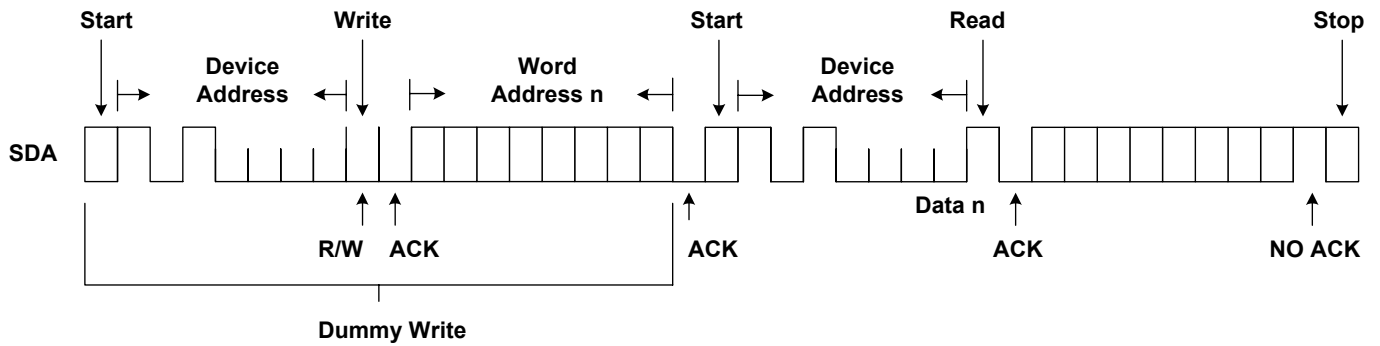 Start Write Start Read Stop
Device Word Device
Address Address n Address
SDA
Data n
R/W ACK ACK ACK NO ACK
Dummy Write